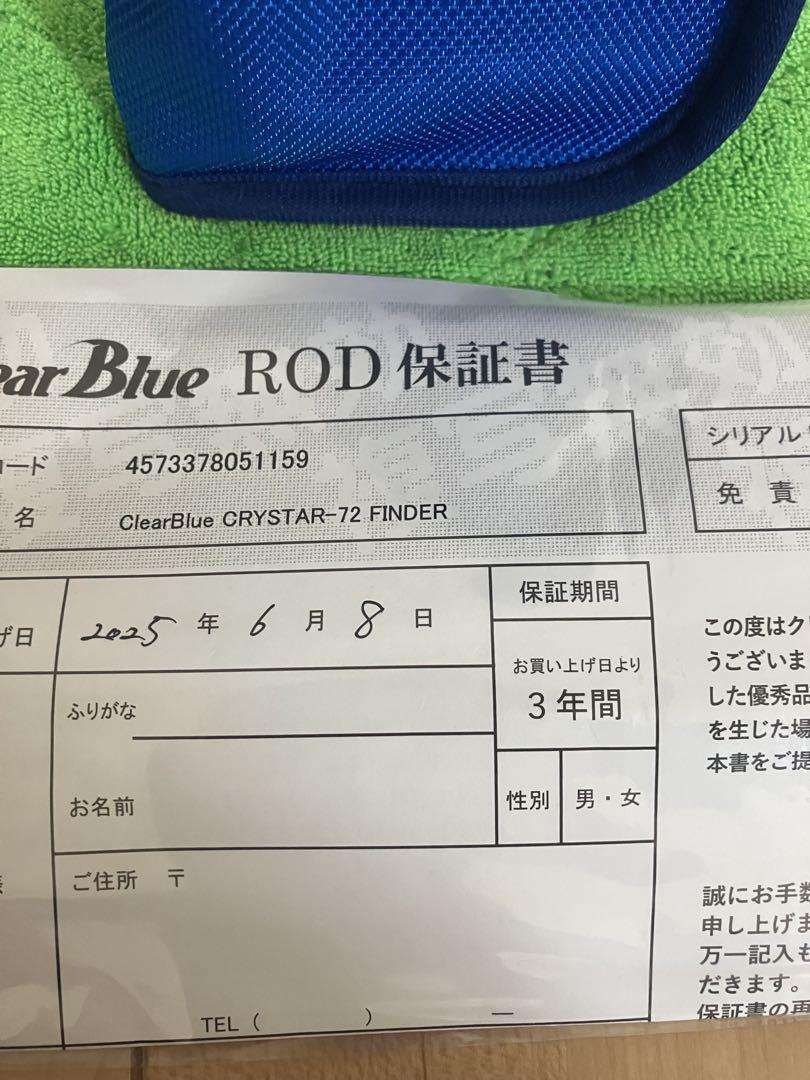 ear Blue ROD 保証書
コード 4573378051159
名 ClearBlue CRYSTAR-72 FINDER
シリアル
免 責
げ日 2025 年 6 月 8 日
保証期間
お買い上げ日より
3年間
ふりがな
お名前
性別 男・女
ご住所 〒
TEL ( ) ―
この度はク
うございま
した優秀品
を生じた場
本書をご提
誠にお手数
申し上げま
万一記入も
だきます。
保証書の再